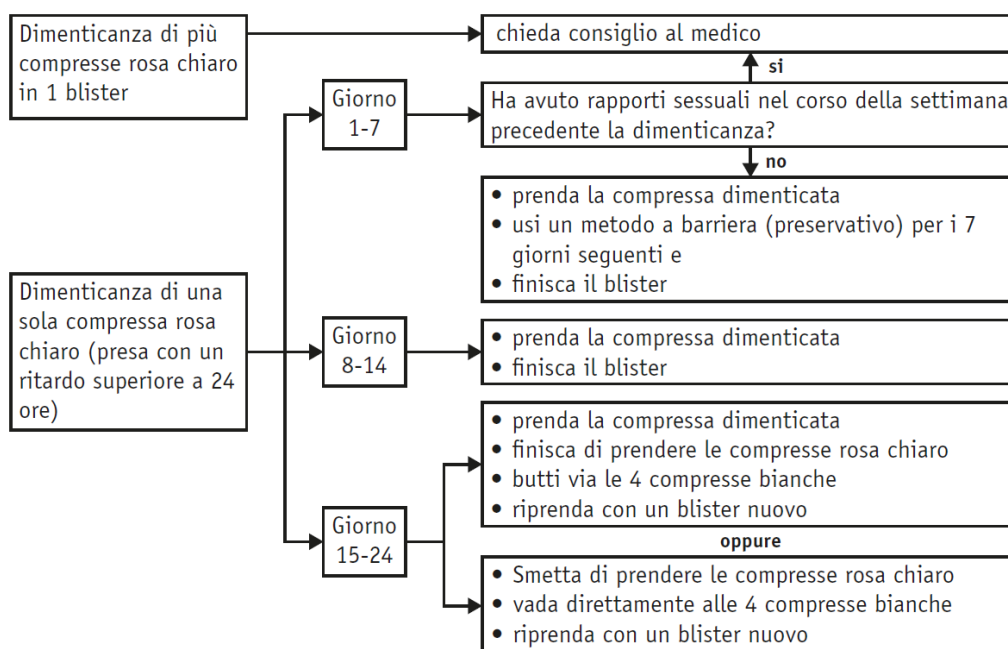 Dimenticanza di più
compresse rosa chiaro
in 1 blister
chieda consiglio al medico
si
Giorno
1-7
Ha avuto rapporti sessuali nel corso della settimana
precedente la dimenticanza?
no
• prenda la compressa dimenticata
• usi un metodo a barriera (preservativo) per i 7
giorni seguenti e
• finisca il blister
Dimenticanza di una
sola compressa rosa
chiaro (presa con un
ritardo superiore a 24
ore)
Giorno
8-14
• prenda la compressa dimenticata
• finisca il blister
Giorno
15-24
• prenda la compressa dimenticata
• finisca di prendere le compresse rosa chiaro
• butti via le 4 compresse bianche
• riprenda con un blister nuovo
oppure
• Smetta di prendere le compresse rosa chiaro
• vada direttamente alle 4 compresse bianche
• riprenda con un blister nuovo